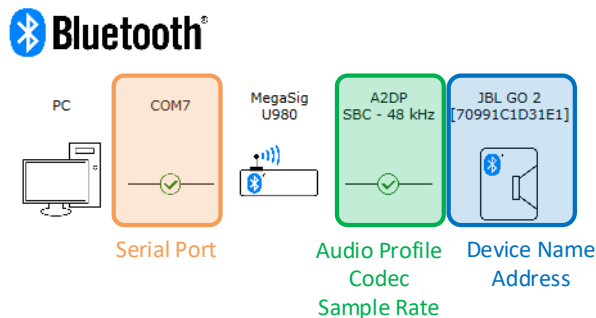 Bluetooth®
PC
COM7
MegaSig
U980
A2DP
SBC - 48 kHz
JBL GO 2
[70991C1D31E1]
Serial Port
Audio Profile
Codec
Sample Rate
Device Name
Address